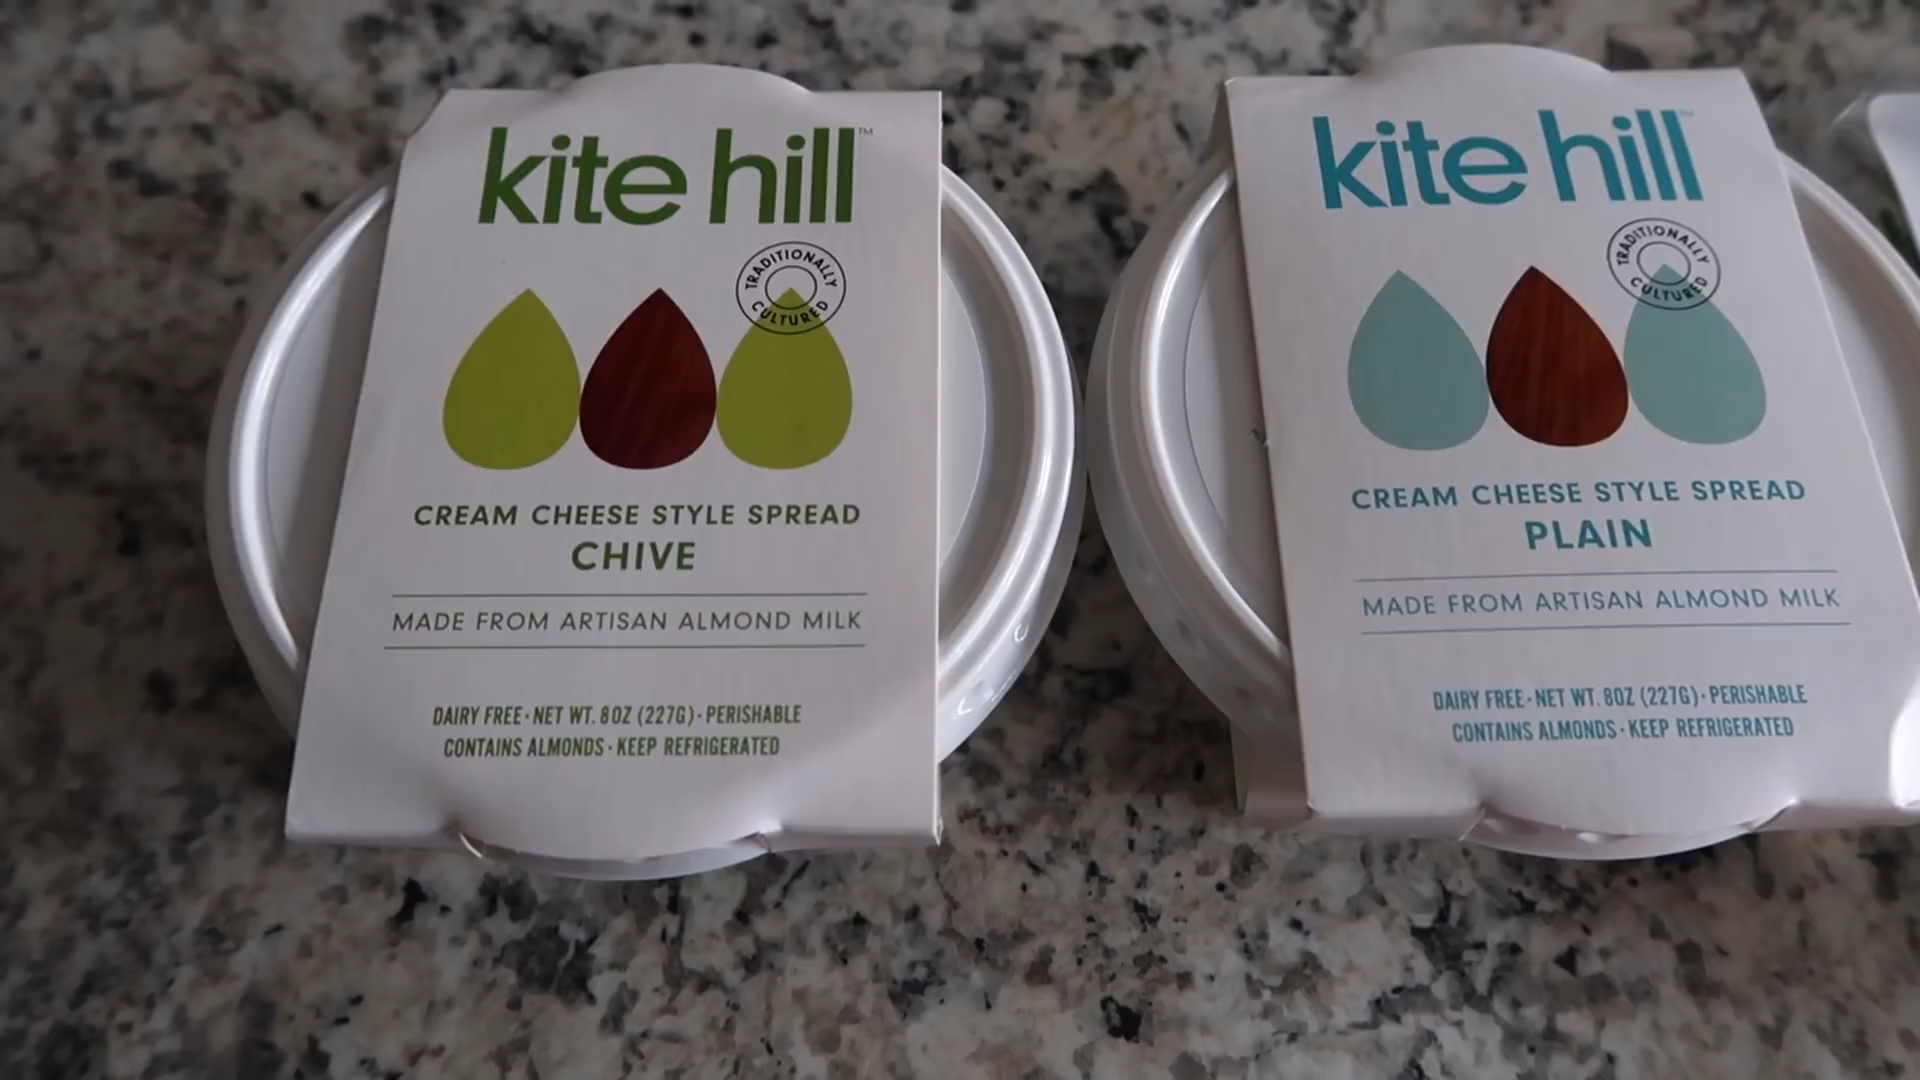 kite hill™
TRADITIONALLY
CULTURED
CREAM CHEESE STYLE SPREAD
CHIVE
MADE FROM ARTISAN ALMOND MILK
DAIRY FREE · NET WT. 8OZ (227G) · PERISHABLE
CONTAINS ALMONDS · KEEP REFRIGERATED
kite hill™
TRADITIONALLY
CULTURED
CREAM CHEESE STYLE SPREAD
PLAIN
MADE FROM ARTISAN ALMOND MILK
DAIRY FREE · NET WT. 8OZ (227G) · PERISHABLE
CONTAINS ALMONDS · KEEP REFRIGERATED